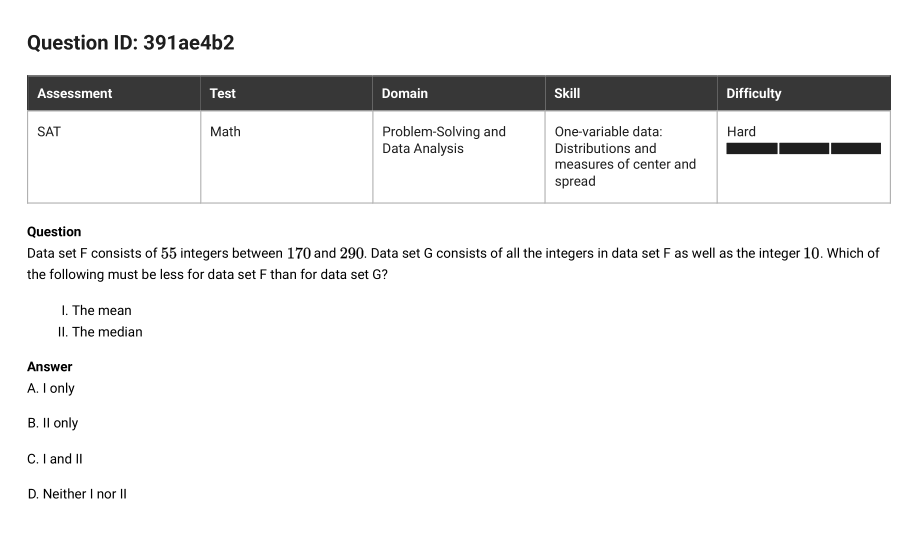 Question ID: 391ae4b2
Assessment Test Domain Skill Difficulty
SAT Math Problem-Solving and Data Analysis One-variable data: Distributions and measures of center and spread Hard
Question
Data set F consists of 55 integers between 170 and 290. Data set G consists of all the integers in data set F as well as the integer 10. Which of
the following must be less for data set F than for data set G?
I. The mean
II. The median
Answer
A. I only
B. II only
C. I and II
D. Neither I nor II